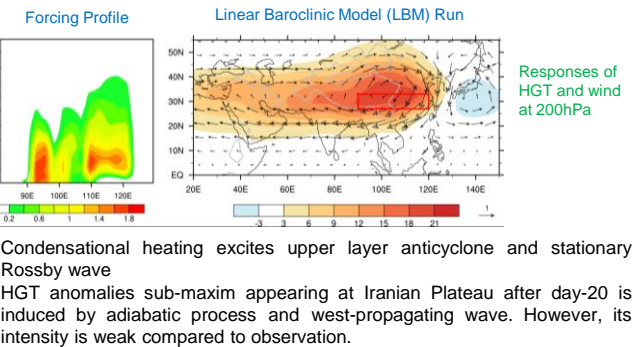 Forcing Profile
Linear Baroclinic Model (LBM) Run
50N
40N
30N
20N
10N
EQ
90E 100E 110E 120E
20E 40E 60E 80E 100E 120E 140E
0.2 0.6 1 1.4 1.8
-3 3 6 9 12 15 18 21
1
Responses of
HGT and wind
at 200hPa
Condensational heating excites upper layer anticyclone and stationary
Rossby wave
HGT anomalies sub-maxim appearing at Iranian Plateau after day-20 is
induced by adiabatic process and west-propagating wave. However, its
intensity is weak compared to observation.